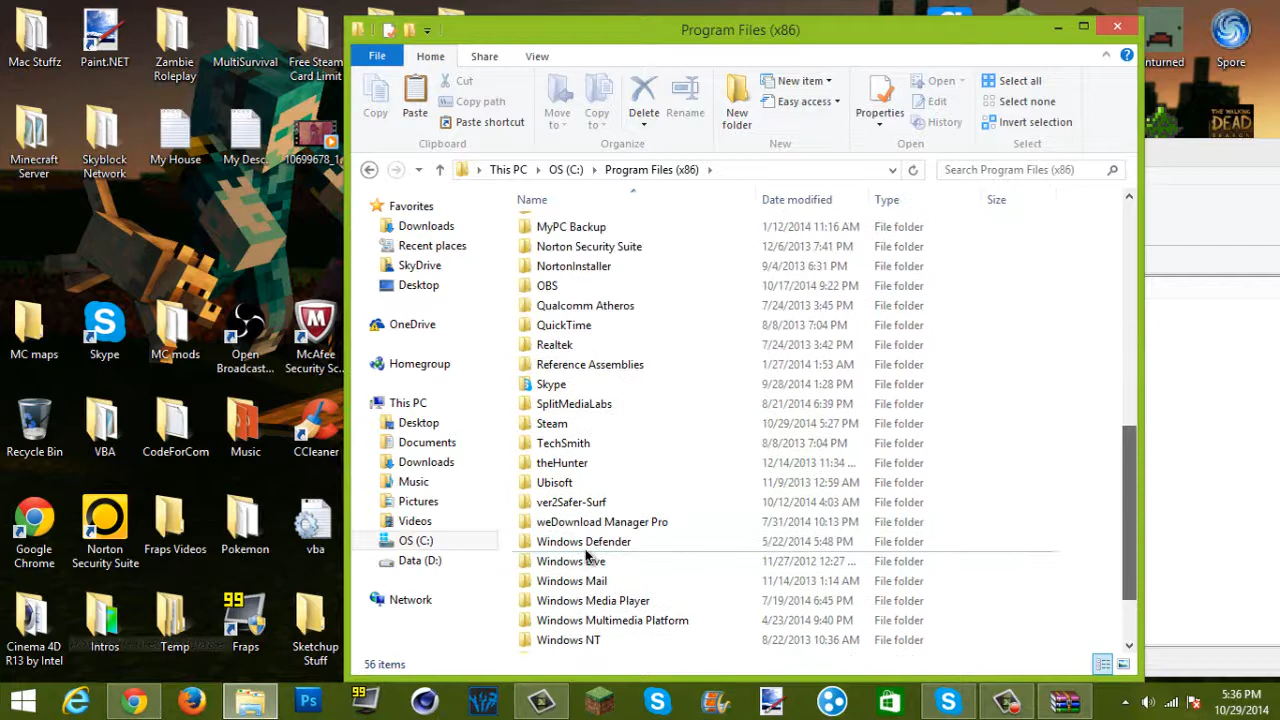 Program Files (x86)
File
Home
Share
View
Copy
Paste
Cut
Copy path
Paste shortcut
Clipboard
Move to
Copy to
Delete
Rename
Organize
New folder
New item
Easy access
New
Properties
Open
Edit
History
Open
Select all
Select none
Invert selection
Select
This PC
OS (C:)
Program Files (x86)
Search Program Files (x86)
Favorites
Downloads
Recent places
SkyDrive
Desktop
OneDrive
Homegroup
This PC
Desktop
Documents
Downloads
Music
Pictures
Videos
OS (C:)
Data (D:)
Network
Name Date modified Type Size
MyPC Backup 1/12/2014 11:16 AM File folder
Norton Security Suite 12/6/2013 7:41 PM File folder
NortonInstaller 9/4/2013 6:31 PM File folder
OBS 10/17/2014 9:22 PM File folder
Qualcomm Atheros 7/24/2013 3:45 PM File folder
QuickTime 8/8/2013 7:04 PM File folder
Realtek 7/24/2013 3:42 PM File folder
Reference Assemblies 1/27/2014 1:53 AM File folder
Skype 9/28/2014 1:28 PM File folder
SplitMediaLabs 8/21/2014 6:39 PM File folder
Steam 10/29/2014 5:27 PM File folder
TechSmith 8/8/2013 7:04 PM File folder
theHunter 12/14/2013 11:34 ... File folder
Ubisoft 11/9/2013 12:59 AM File folder
ver2Safer-Surf 10/12/2014 4:03 AM File folder
weDownload Manager Pro 7/31/2014 10:13 PM File folder
Windows Defender 5/22/2014 5:48 PM File folder
Windows 11/27/2012 12:27 ... File folder
Windows Mail 11/14/2013 1:14 AM File folder
Windows Media Player 7/19/2014 6:45 PM File folder
Windows Multimedia Platform 4/23/2014 9:40 PM File folder
Windows NT 8/22/2013 10:36 AM File folder
56 items
Mac Stuffz
Paint.NET
Zambie Roleplay
MultiSurvival
Free Steam Card Limit
Minecraft Server
Skyblock Network
My House
My Desc...
10699678_1
MC maps
Skype
MC mods
Open Broadcast...
McAfee Security Sc...
Recycle Bin
VBA
CodeForCom
Music
CCleaner
Google Chrome
Norton Security Suite
Fraps Videos
Pokemon
vba
Cinema 4D R13 by Intel
Intros
Temp
99
Fraps
Sketchup Stuff
nturned
Spore
THE WALKING
DEAD
Ps
99
5:36 PM
10/29/2014